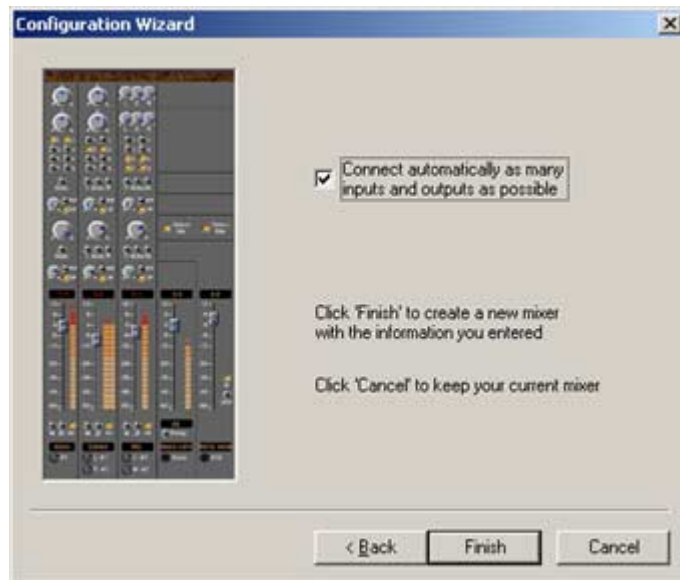 Configuration Wizard
Connect automatically as many
inputs and outputs as possible
Click 'Finish' to create a new mixer
with the information you entered
Click 'Cancel' to keep your current mixer
< Back
Finish
Cancel